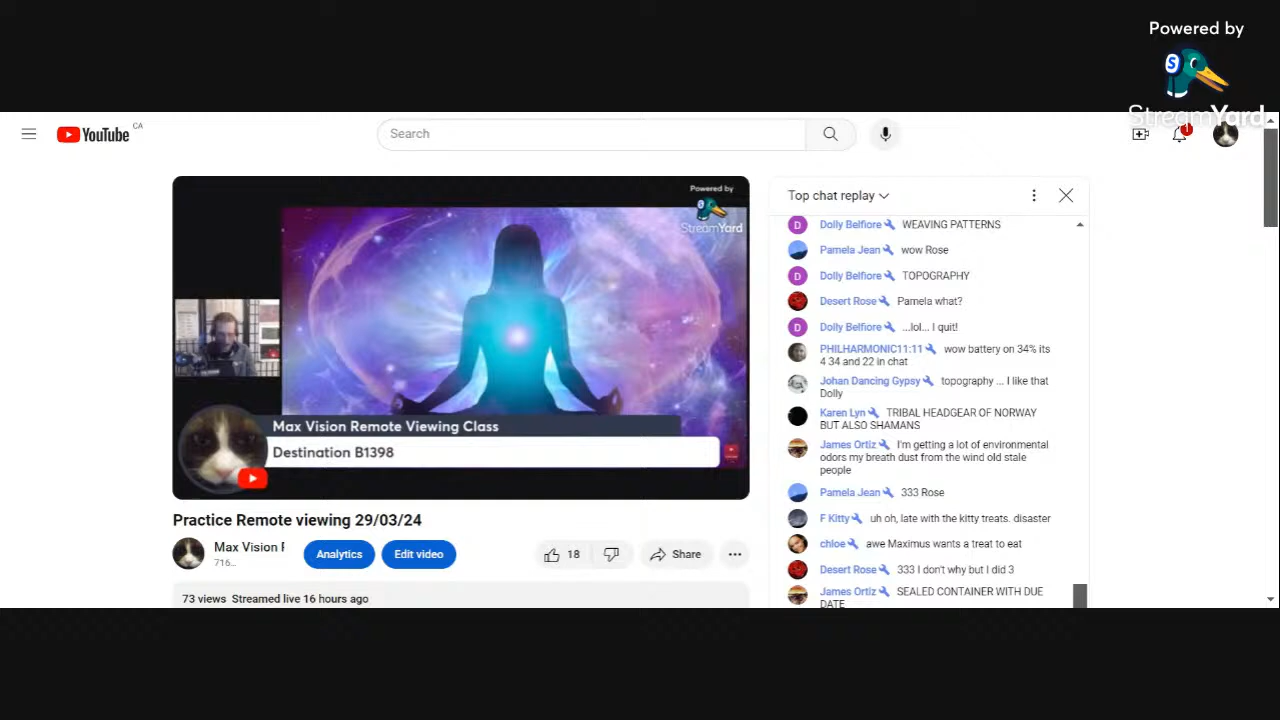 Powered by
StreamYard
YouTube CA
Search
1
Powered by
StreamYard
Max Vision Remote Viewing Class
Destination B1398
Practice Remote viewing 29/03/24
Max Vision R
716...
Analytics
Edit video
18
Share
73 views Streamed live 16 hours ago
Top chat replay
D Dolly Belfiore WEAVING PATTERNS
Pamela Jean wow Rose
D Dolly Belfiore TOPOGRAPHY
Desert Rose Pamela what?
D Dolly Belfiore ...lol... I quit!
PHILHARMONIC11:11 wow battery on 34% its
4 34 and 22 in chat
Johan Dancing Gypsy topography ... I like that
Dolly
Karen Lyn TRIBAL HEADGEAR OF NORWAY
BUT ALSO SHAMANS
James Ortiz I'm getting a lot of environmental
odors my breath dust from the wind old stale
people
Pamela Jean 333 Rose
F Kitty uh oh, late with the kitty treats. disaster
chloe awe Maximus wants a treat to eat
Desert Rose 333 I don't why but I did 3
James Ortiz SEALED CONTAINER WITH DUE
DATE